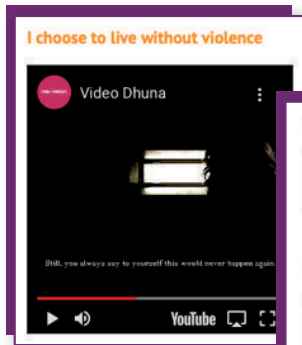 I choose to live without violence
Video Dhuna
Still, you always say to yourself this would never happen again.
YouTube